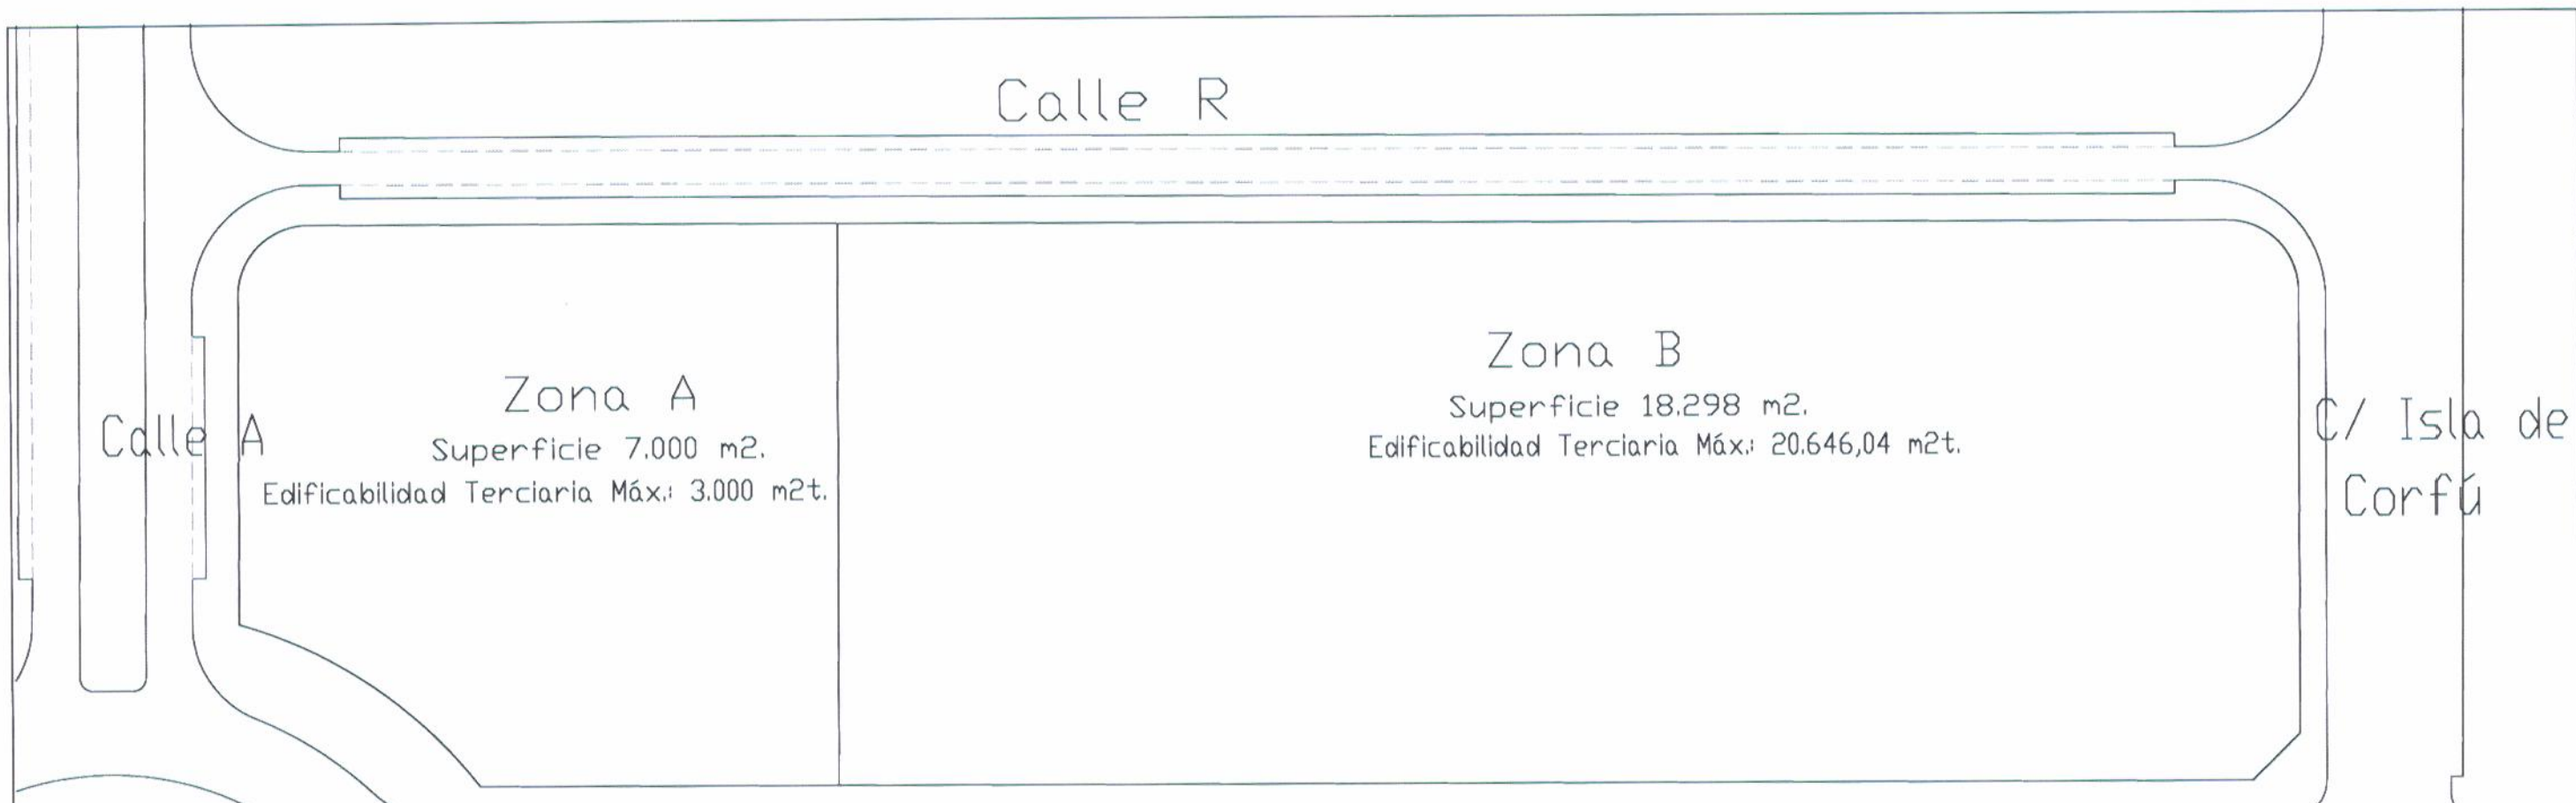 Calle R
Zona B
Zona A
Superficie 18.298 m2.
Calle A
C/ Isla de
Corfú
Superficie 7.000 m2.
Edificabilidad Terciaria Máx.: 20.646,04 m2t.
Edificabilidad Terciaria Máx.: 3.000 m2t.